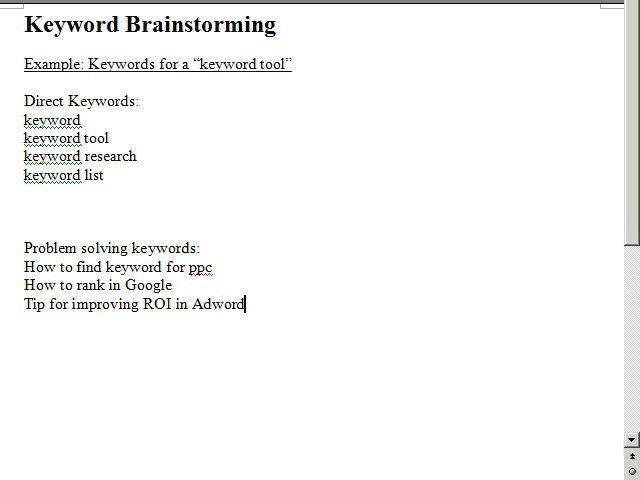 Keyword Brainstorming
Example: Keywords for a “keyword tool”
Direct Keywords:
keyword
keyword tool
keyword research
keyword list
Problem solving keywords:
How to find keyword for ppc
How to rank in Google
Tip for improving ROI in Adword